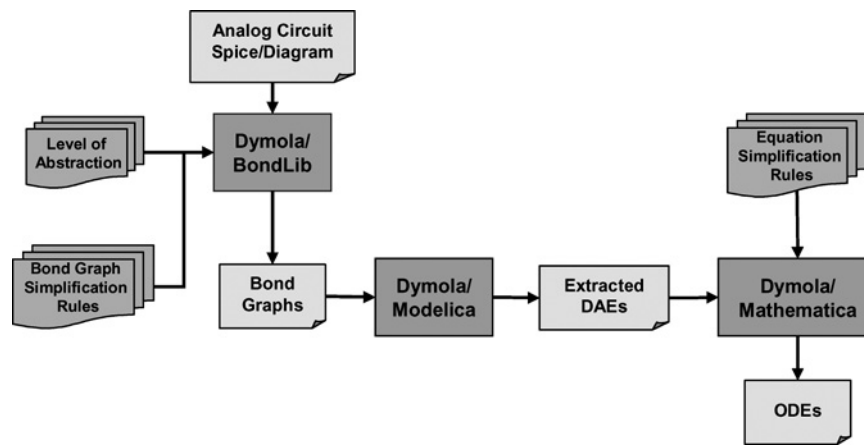 Analog Circuit
Spice/Diagram
Level of
Abstraction
Dymola/
BondLib
Equation
Simplification
Rules
Bond Graph
Simplification
Rules
Bond
Graphs
Dymola/
Modelica
Extracted
DAEs
Dymola/
Mathematica
ODEs